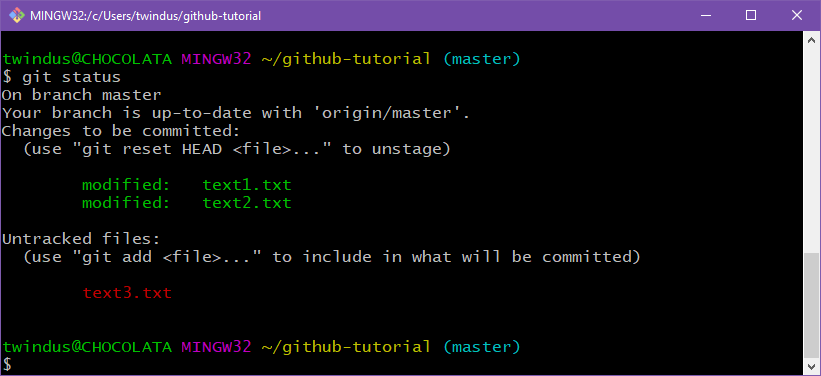 MINGW32:/c/Users/twindus/github-tutorial
twindus@CHOCOLATA MINGW32 ~/github-tutorial (master)
$ git status
On branch master
Your branch is up-to-date with 'origin/master'.
Changes to be committed:
  (use "git reset HEAD <file>..." to unstage)
        modified:   text1.txt
        modified:   text2.txt
Untracked files:
  (use "git add <file>..." to include in what will be committed)
        text3.txt
twindus@CHOCOLATA MINGW32 ~/github-tutorial (master)
$